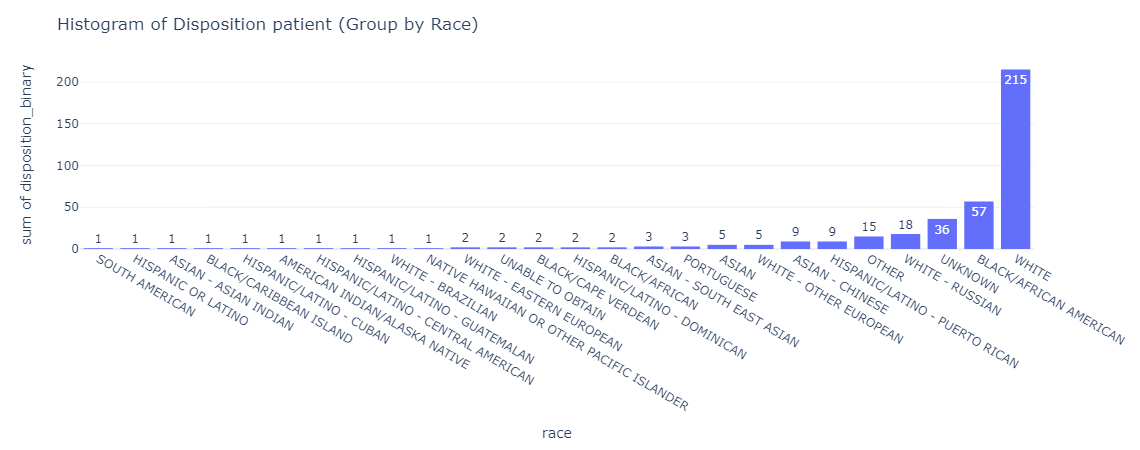 Histogram of Disposition patient (Group by Race)
sum of disposition_binary
200
150
100
50
0
1
1
1
1
1
1
1
1
1
1
2
2
2
2
2
3
3
5
5
9
9
15
18
36
57
215
SOUTH AMERICAN
HISPANIC OR LATINO
ASIAN - ASIAN INDIAN
BLACK/CARIBBEAN ISLAND
HISPANIC/LATINO - CUBAN
AMERICAN INDIAN/ALASKA NATIVE
HISPANIC/LATINO - CENTRAL AMERICAN
HISPANIC/LATINO - GUATEMALAN
WHITE - BRAZILIAN
NATIVE HAWAIIAN OR OTHER PACIFIC ISLANDER
WHITE - EASTERN EUROPEAN
UNABLE TO OBTAIN
BLACK/CAPE VERDEAN
HISPANIC/LATINO - DOMINICAN
BLACK/AFRICAN
ASIAN - SOUTH EAST ASIAN
PORTUGUESE
ASIAN
WHITE - OTHER EUROPEAN
ASIAN - CHINESE
HISPANIC/LATINO - PUERTO RICAN
OTHER
WHITE - RUSSIAN
UNKNOWN
BLACK/AFRICAN AMERICAN
WHITE
race